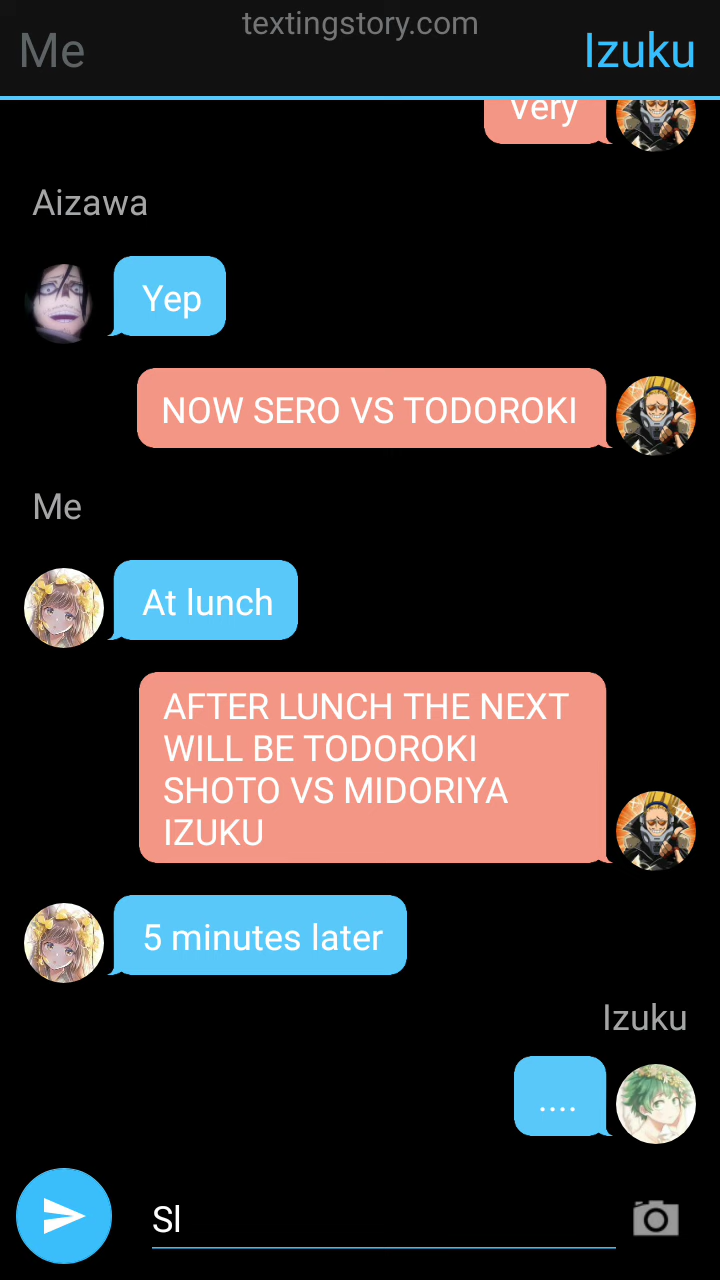 textingstory.com
Me
Izuku
Very
Aizawa
Yep
NOW SERO VS TODOROKI
Me
At lunch
AFTER LUNCH THE NEXT
WILL BE TODOROKI
SHOTO VS MIDORIYA
IZUKU
5 minutes later
Izuku
....
Sl